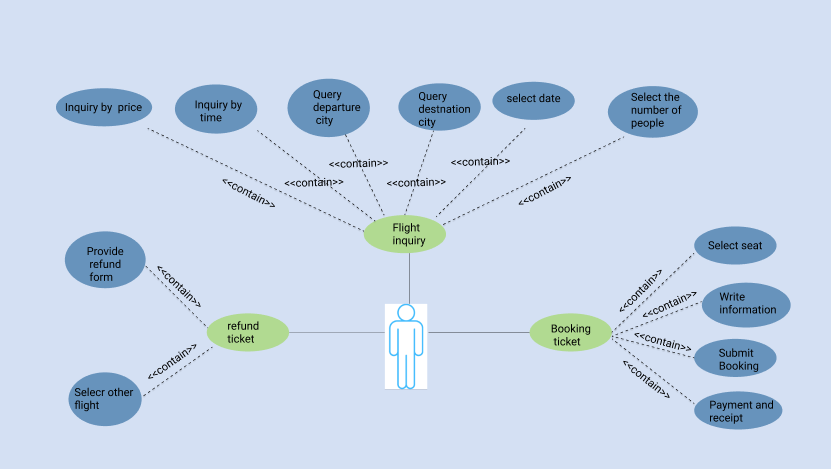 Inquiry by price
Inquiry by
time
Query
departure
city
Query
destnation
city
select date
Select the
number of
people
<<contain>>
<<contain>>
<<contain>>
<<contain>>
<<contain>>
<<contain>>
Flight
inquiry
Provide
refund
form
<<contain>>
refund
ticket
<<contain>>
Selecr other
flight
Booking
ticket
<<contain>>
<<contain>>
<<contain>>
<<contain>>
Select seat
Write
information
Submit
Booking
Payment and
receipt